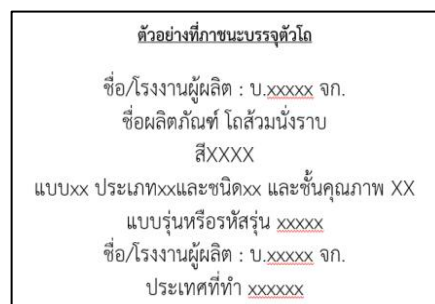 ตัวอย่างที่ภาชนะบรรจุตัวโถ
ชื่อ/โรงงานผู้ผลิต : บ.xxxxx จก.
ชื่อผลิตภัณฑ์ โถส้วมนั่งราบ
สีXXXX
แบบxx ประเภทxxและชนิดxx และชั้นคุณภาพ XX
แบบรุ่นหรือรหัสรุ่น xxxxx
ชื่อ/โรงงานผู้ผลิต : บ.xxxxx จก.
ประเทศที่ทำ xxxxxx